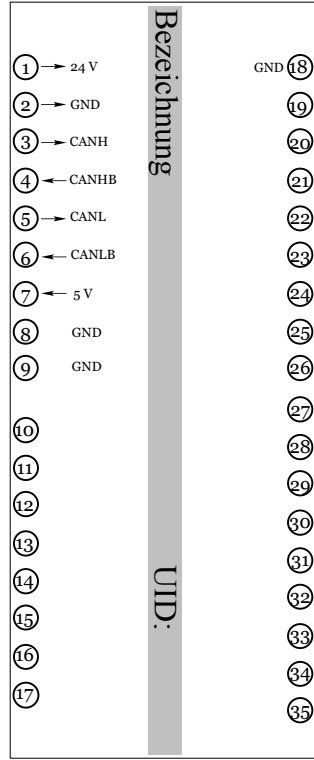 1 24 V
2 GND
3 CANH
4 CANHB
5 CANL
6 CANLB
7 5 V
8 GND
9 GND
10
11
12
13
14
15
16
17
Bezeichnung
UID:
GND 18
19
20
21
22
23
24
25
26
27
28
29
30
31
32
33
34
35